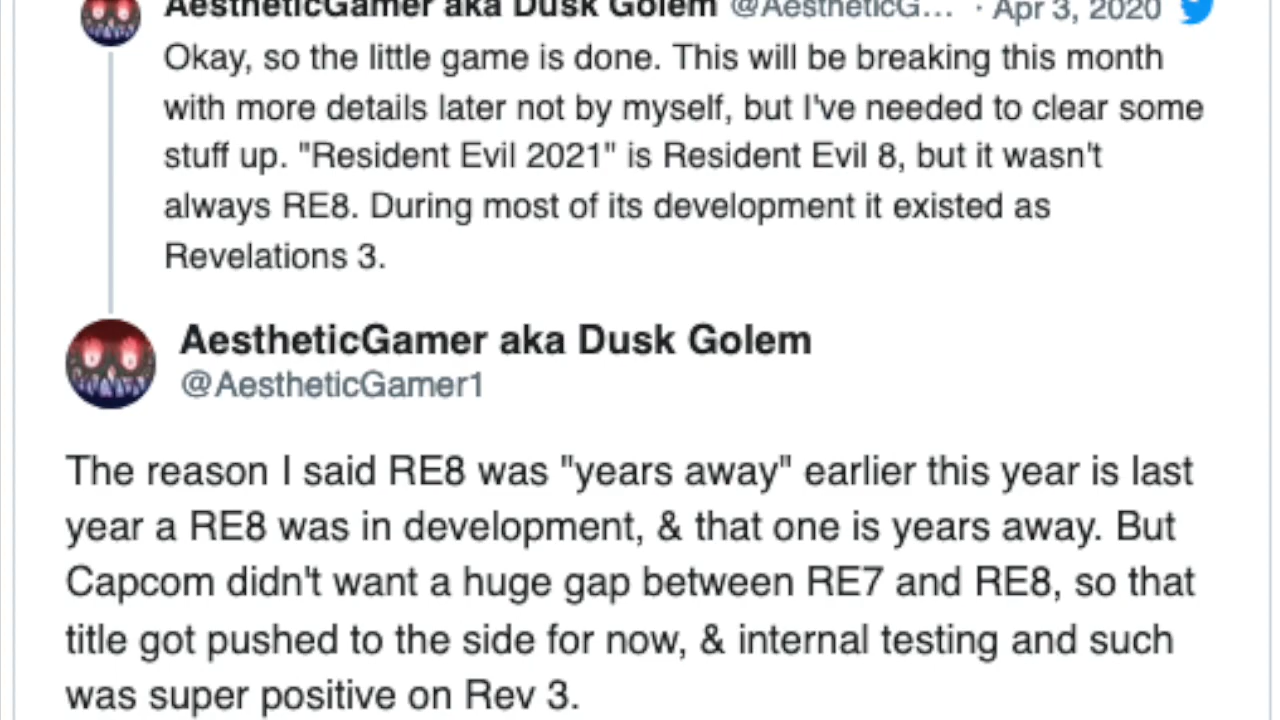 AestheticGamer aka Dusk Golem @AestheticG... · Apr 3, 2020
Okay, so the little game is done. This will be breaking this month
with more details later not by myself, but I've needed to clear some
stuff up. "Resident Evil 2021" is Resident Evil 8, but it wasn't
always RE8. During most of its development it existed as
Revelations 3.
AestheticGamer aka Dusk Golem
@AestheticGamer1
The reason I said RE8 was "years away" earlier this year is last
year a RE8 was in development, & that one is years away. But
Capcom didn't want a huge gap between RE7 and RE8, so that
title got pushed to the side for now, & internal testing and such
was super positive on Rev 3.